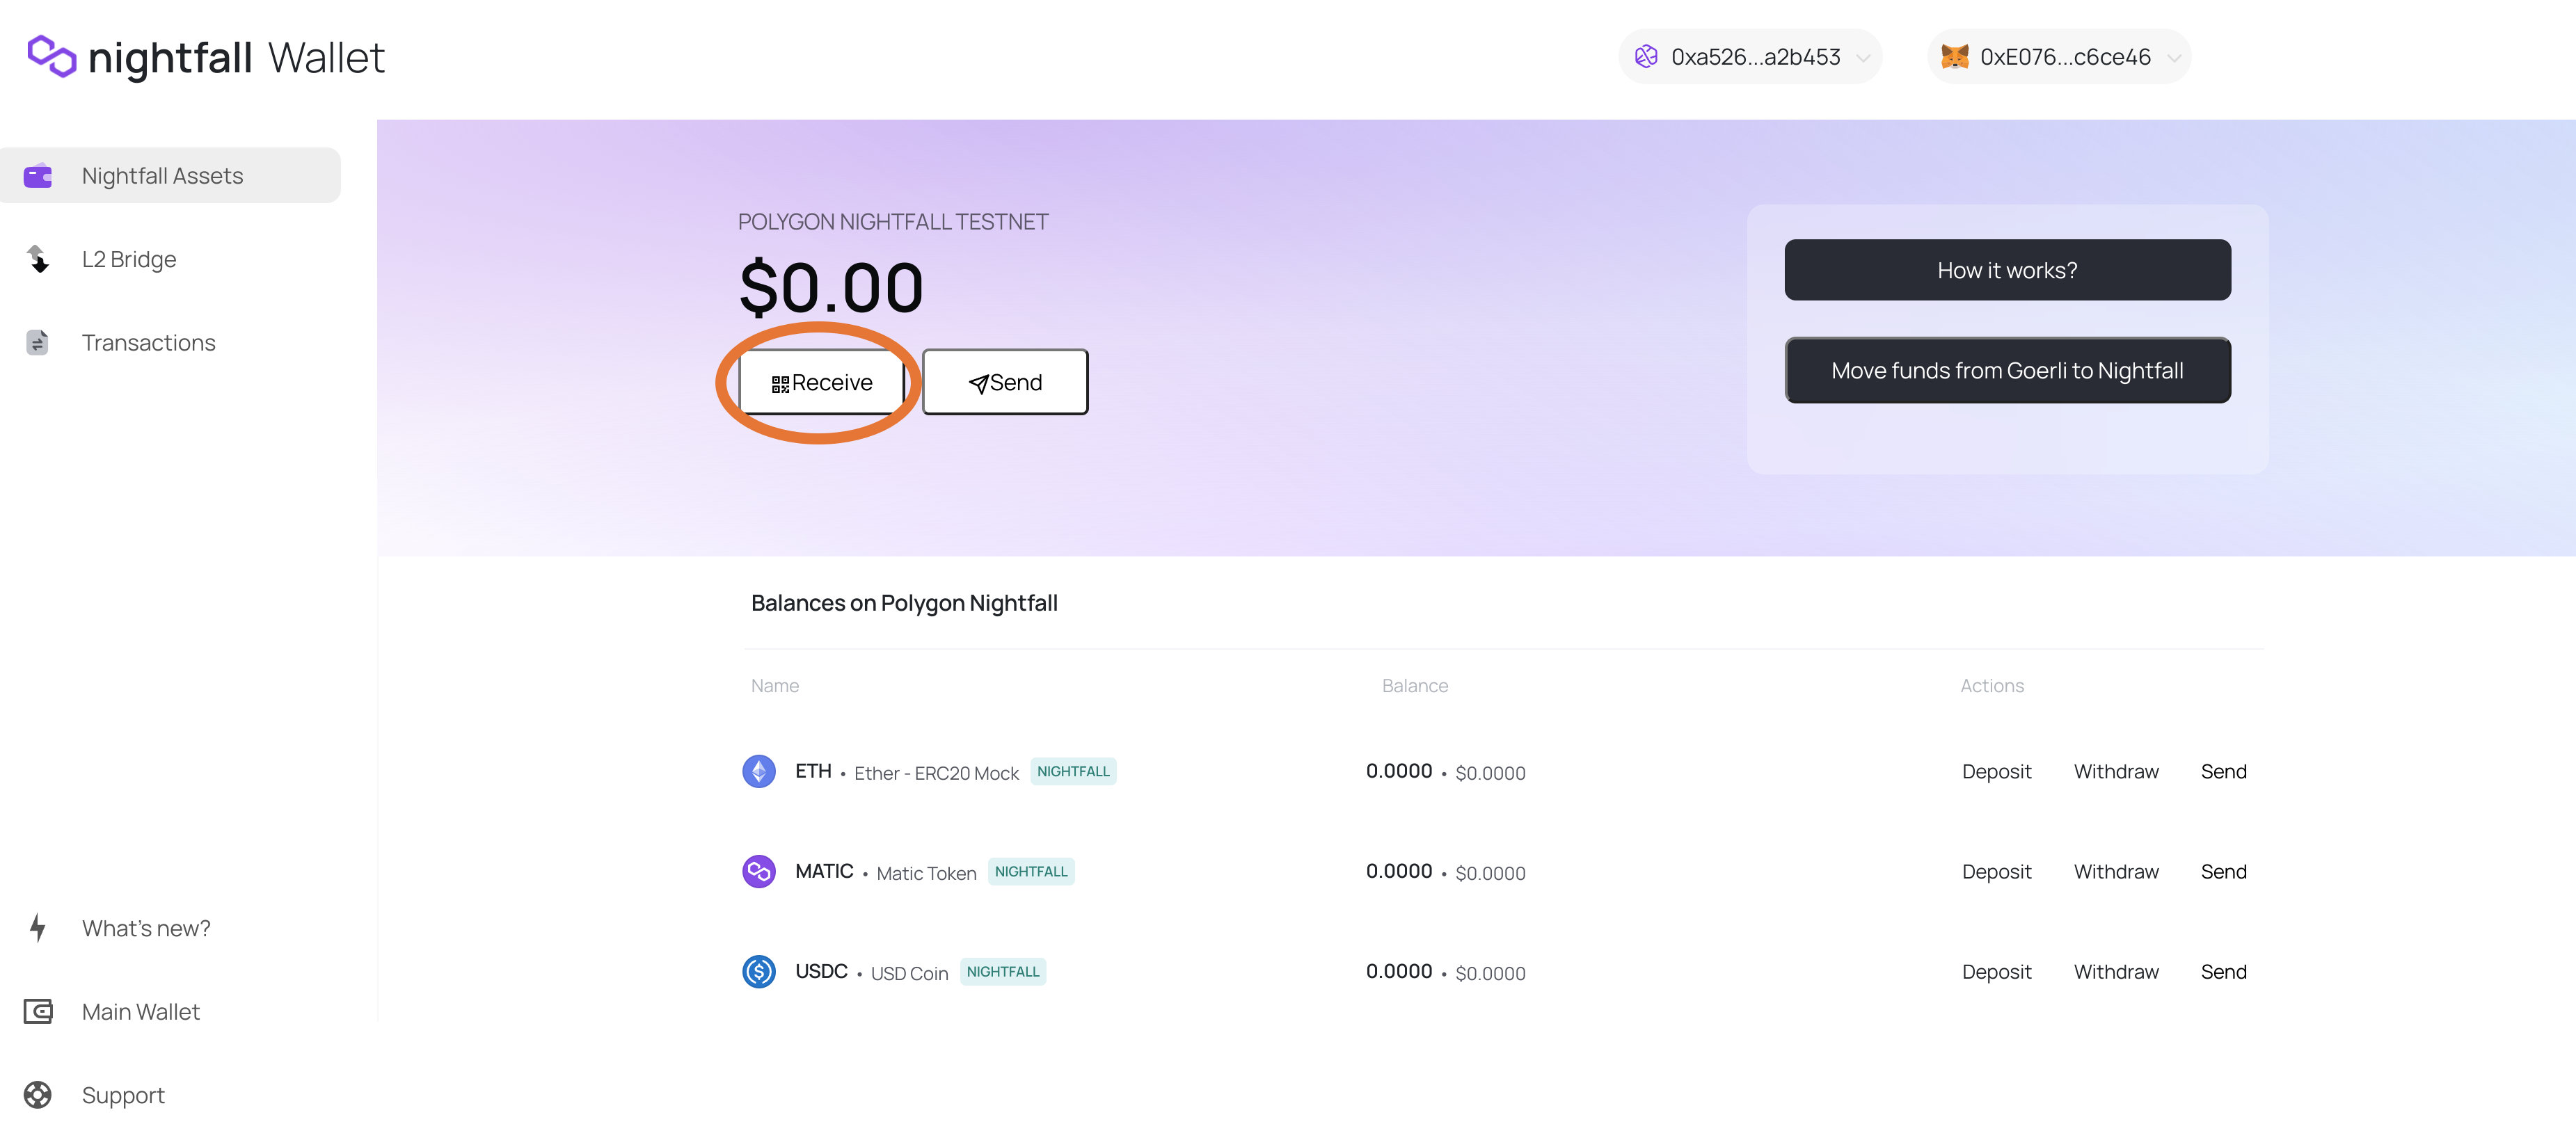 nightfall Wallet
0xa526...a2b453
0xE076...c6ce46
Nightfall Assets
L2 Bridge
Transactions
What's new?
Main Wallet
Support
POLYGON NIGHTFALL TESTNET
$0.00
Receive
Send
How it works?
Move funds from Goerli to Nightfall
Balances on Polygon Nightfall
Name Balance Actions
ETH • Ether - ERC20 Mock NIGHTFALL 0.0000 • $0.0000 Deposit Withdraw Send
MATIC • Matic Token NIGHTFALL 0.0000 • $0.0000 Deposit Withdraw Send
USDC • USD Coin NIGHTFALL 0.0000 • $0.0000 Deposit Withdraw Send